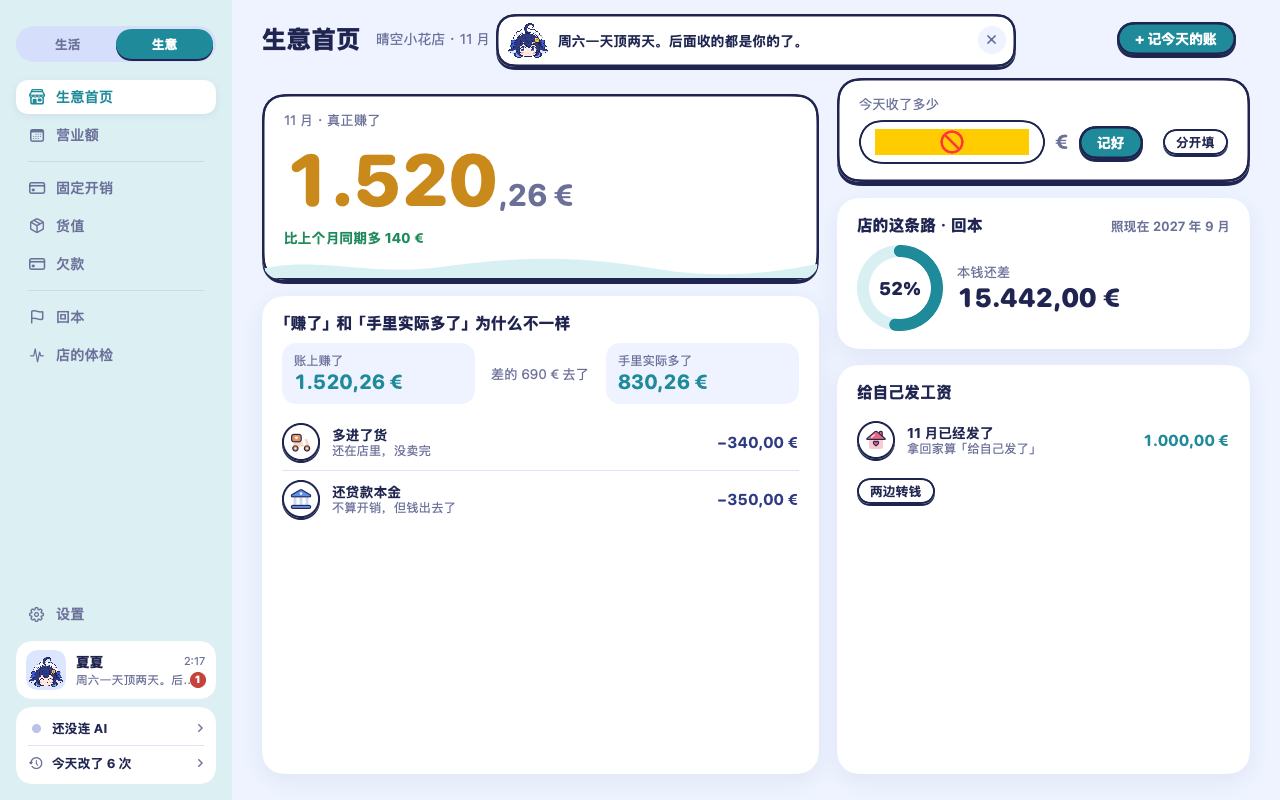 生活
生意
生意首页
营业额
固定开销
货值
欠款
回本
店的体检
设置
夏夏
2:17
周六一天顶两天。后..
1
还没连 AI
今天改了 6 次
生意首页
晴空小花店 · 11 月
周六一天顶两天。后面收的都是你的了。
+ 记今天的账
11 月 · 真正赚了
1.520,26 €
比上个月同期多 140 €
「赚了」和「手里实际多了」为什么不一样
账上赚了
1.520,26 €
差的 690 € 去了
手里实际多了
830,26 €
多进了货
还在店里，没卖完
−340,00 €
还贷款本金
不算开销，但钱出去了
−350,00 €
今天收了多少
€
记好
分开填
店的这条路 · 回本
照现在 2027 年 9 月
52%
本钱还差
15.442,00 €
给自己发工资
11 月已经发了
拿回家算「给自己发了」
1.000,00 €
两边转钱